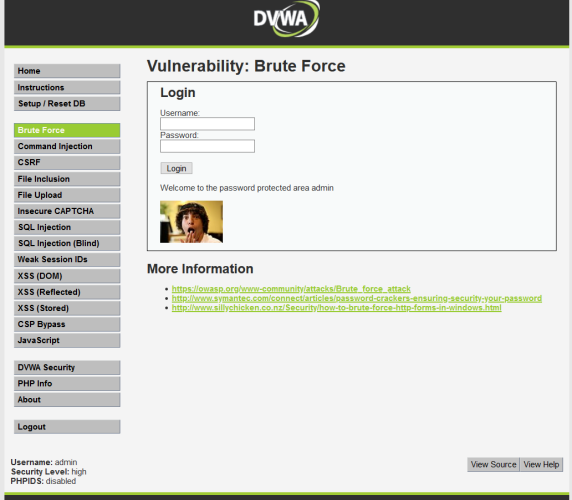 DVWA
Home
Instructions
Setup / Reset DB
Brute Force
Command Injection
CSRF
File Inclusion
File Upload
Insecure CAPTCHA
SQL Injection
SQL Injection (Blind)
Weak Session IDs
XSS (DOM)
XSS (Reflected)
XSS (Stored)
CSP Bypass
JavaScript
DVWA Security
PHP Info
About
Logout
Vulnerability: Brute Force
Login
Username:
Password:
Login
Welcome to the password protected area admin
More Information
https://owasp.org/www-community/attacks/Brute_force_attack
http://www.symantec.com/connect/articles/password-crackers-ensuring-security-your-password
http://www.sillychicken.co.nz/Security/how-to-brute-force-http-forms-in-windows.html
Username: admin
Security Level: high
PHPIDS: disabled
View Source View Help